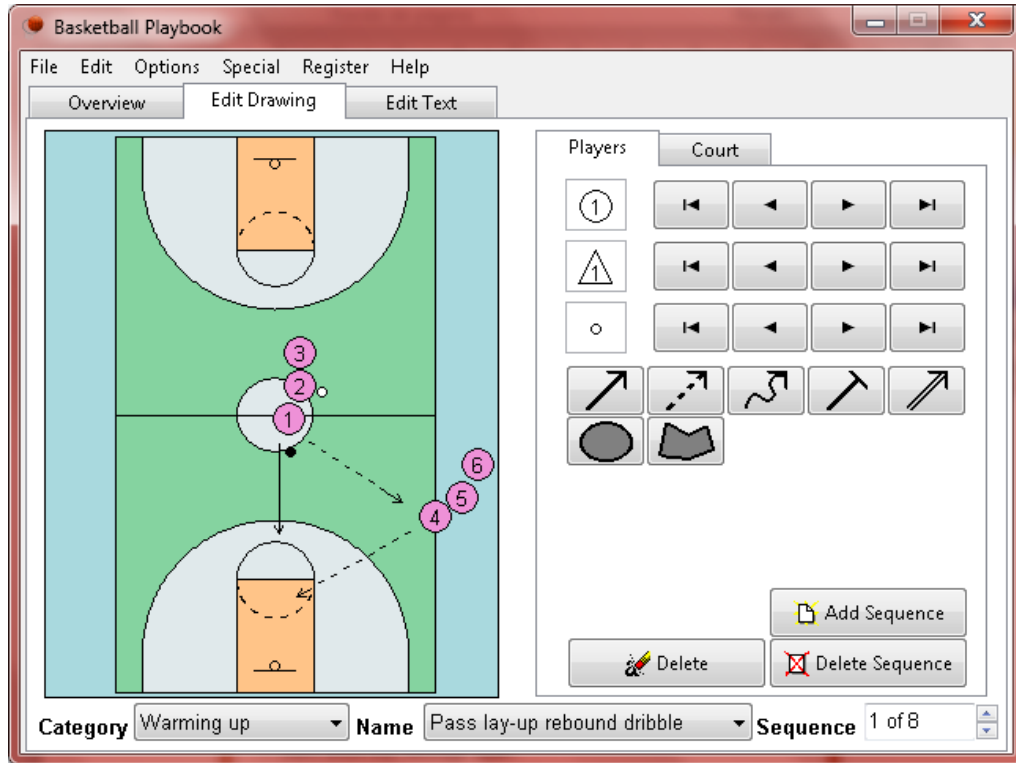 Basketball Playbook
File Edit Options Special Register Help
Overview Edit Drawing Edit Text
Players Court
1
1
3
2
1
6
5
4
Add Sequence
Delete Delete Sequence
Category Warming up Name Pass lay-up rebound dribble Sequence 1 of 8